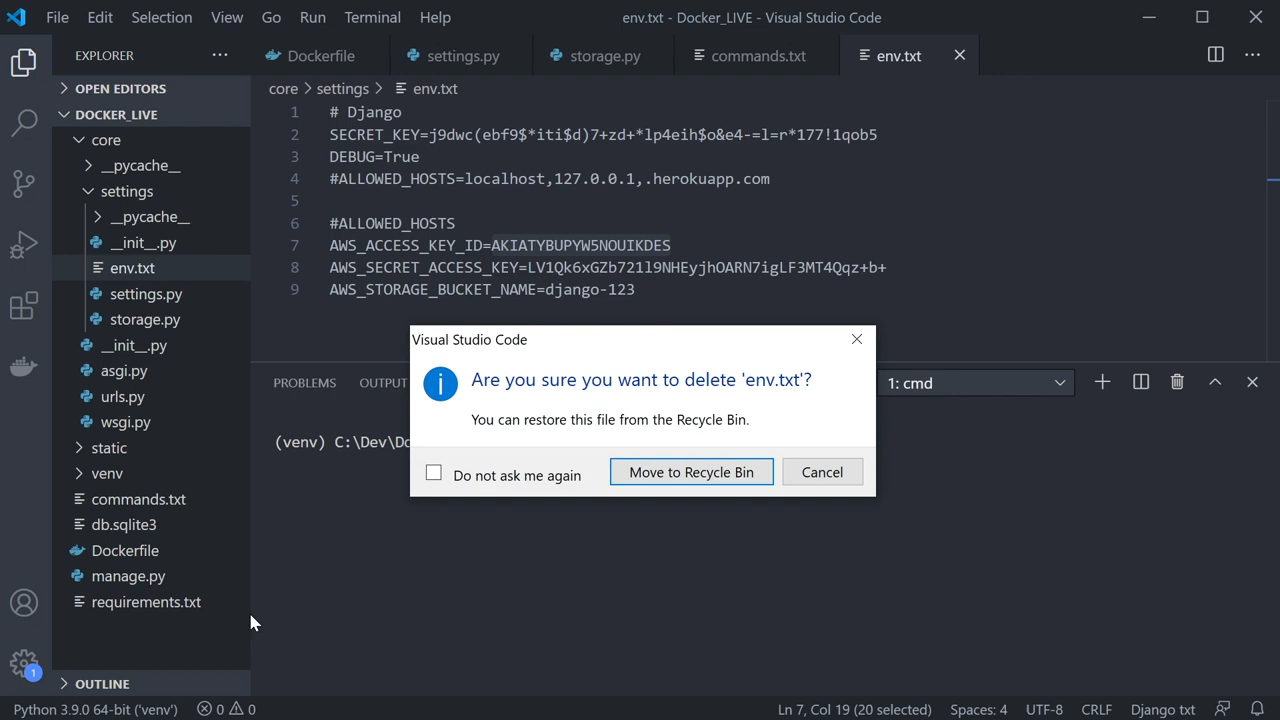 File Edit Selection View Go Run Terminal Help
env.txt - Docker_LIVE - Visual Studio Code
EXPLORER
Dockerfile
settings.py
storage.py
commands.txt
env.txt
OPEN EDITORS
DOCKER_LIVE
core
__pycache__
settings
__pycache__
__init__.py
env.txt
settings.py
storage.py
__init__.py
asgi.py
urls.py
wsgi.py
static
venv
commands.txt
db.sqlite3
Dockerfile
manage.py
requirements.txt
OUTLINE
core > settings > env.txt
1 # Django
2 SECRET_KEY=j9dwc(ebf9$*iti$d)7+zd+*lp4eih$o&e4-=l=r*177!1qob5
3 DEBUG=True
4 #ALLOWED_HOSTS=localhost,127.0.0.1,.herokuapp.com
5
6 #ALLOWED_HOSTS
7 AWS_ACCESS_KEY_ID=AKIATYBUPYW5NOUIKDES
8 AWS_SECRET_ACCESS_KEY=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
9 AWS_STORAGE_BUCKET_NAME=django-123
PROBLEMS OUTPUT
1: cmd
(venv) C:\Dev\Do
Visual Studio Code
Are you sure you want to delete 'env.txt'?
You can restore this file from the Recycle Bin.
Do not ask me again
Move to Recycle Bin
Cancel
1
Python 3.9.0 64-bit ('venv') 0 0
Ln 7, Col 19 (20 selected) Spaces: 4 UTF-8 CRLF Django txt